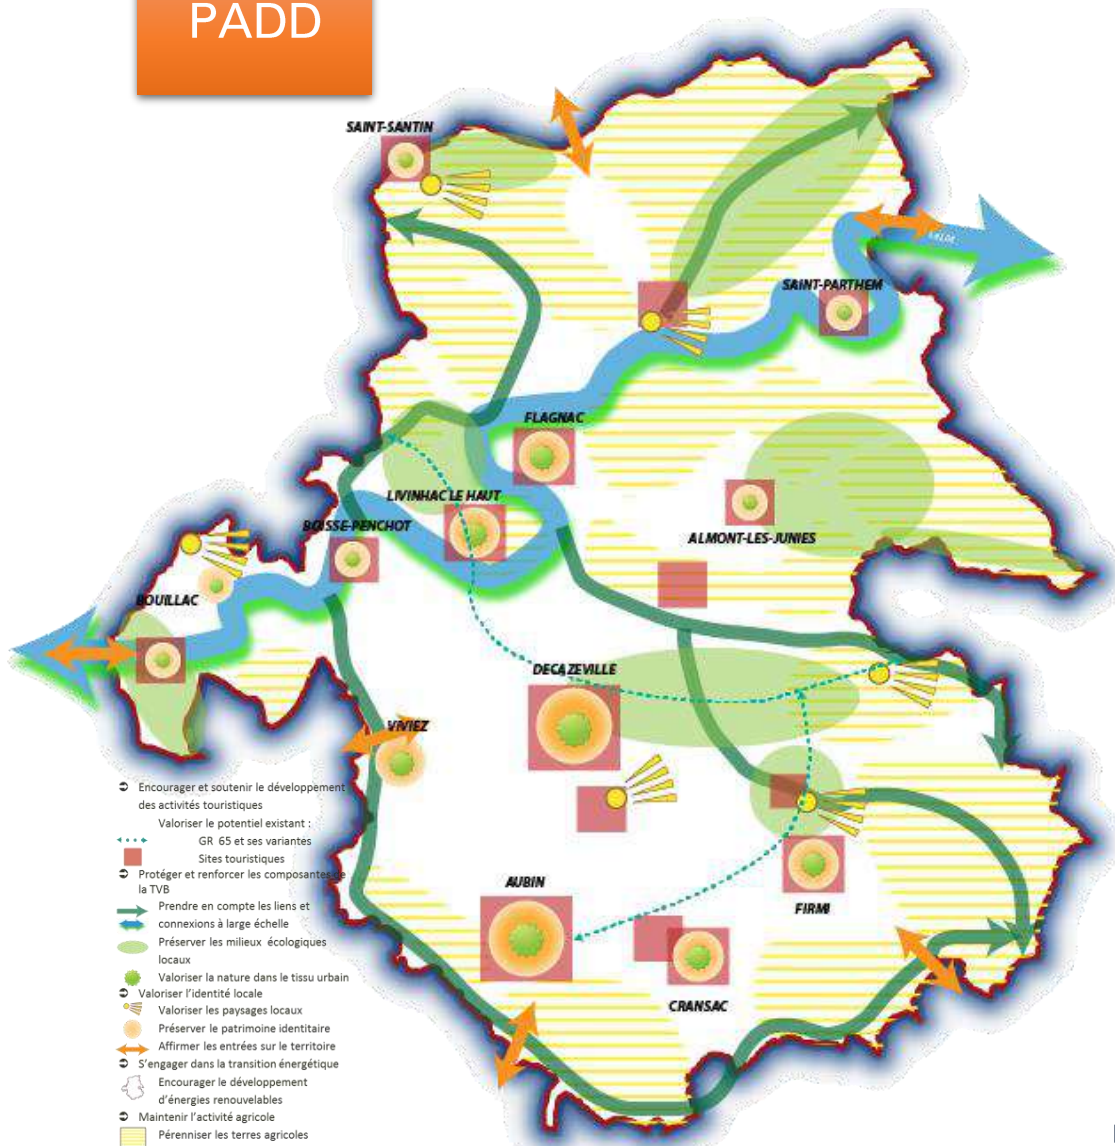 PADD
SAINT-SANTIN
SAINT-PARTHEM
FLAGNAC
LIVINHAC LE HAUT
BOISSE-PENCHOT
ALMONT-LES-JUNIES
BOUILLAC
DECAZEVILLE
VIVIEZ
AUBIN
FIRMI
CRANSAC
Encourager et soutenir le développement
des activités touristiques
Valoriser le potentiel existant :
GR 65 et ses variantes
Sites touristiques
Protéger et renforcer les composantes de
la TVB
Prendre en compte les liens et
connexions à large échelle
Préserver les milieux écologiques
locaux
Valoriser la nature dans le tissu urbain
Valoriser l'identité locale
Valoriser les paysages locaux
Préserver le patrimoine identitaire
Affirmer les entrées sur le territoire
S'engager dans la transition énergétique
Encourager le développement
d'énergies renouvelables
Maintenir l'activité agricole
Pérenniser les terres agricoles